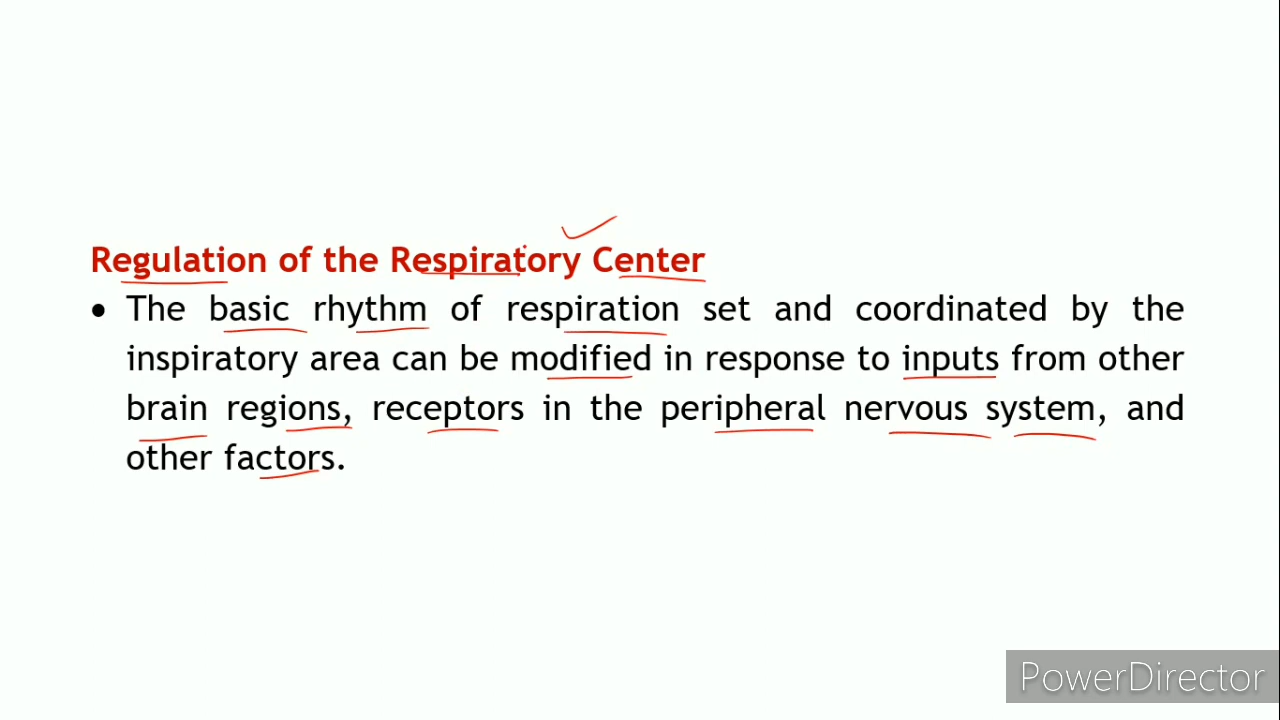 Regulation of the Respiratory Center
• The basic rhythm of respiration set and coordinated by the
inspiratory area can be modified in response to inputs from other
brain regions, receptors in the peripheral nervous system, and
other factors.
PowerDirector